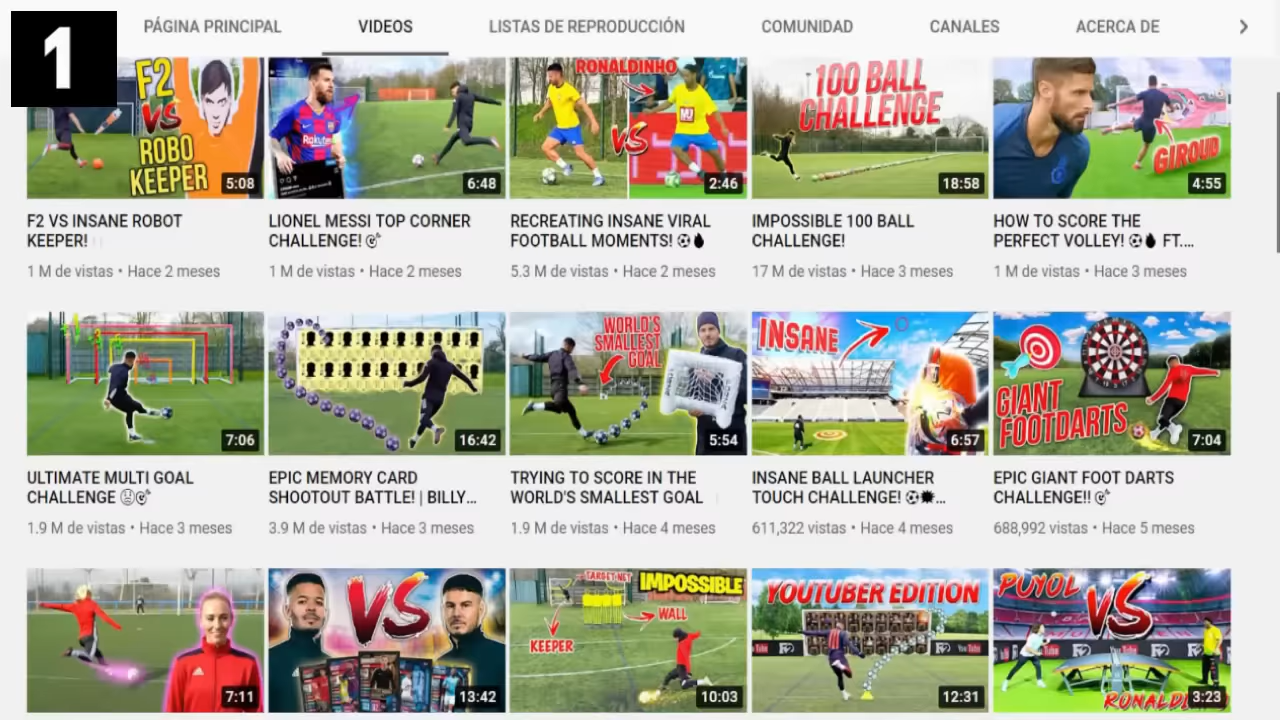 1
PÁGINA PRINCIPAL
VIDEOS
LISTAS DE REPRODUCCIÓN
COMUNIDAD
CANALES
ACERCA DE
F2
VS
ROBO
KEEPER
5:08
6:48
RONALDINHO
VS
2:46
100 BALL
CHALLENGE
18:58
GIROUD
4:55
F2 VS INSANE ROBOT
KEEPER!
1 M de vistas • Hace 2 meses
LIONEL MESSI TOP CORNER
CHALLENGE!
1 M de vistas • Hace 2 meses
RECREATING INSANE VIRAL
FOOTBALL MOMENTS! ⚽🔥
5.3 M de vistas • Hace 2 meses
IMPOSSIBLE 100 BALL
CHALLENGE!
17 M de vistas • Hace 3 meses
HOW TO SCORE THE
PERFECT VOLLEY! ⚽🔥 FT....
1 M de vistas • Hace 3 meses
7:06
16:42
WORLD'S
SMALLEST
GOAL
5:54
INSANE
6:57
GIANT
FOOTDARTS
7:04
ULTIMATE MULTI GOAL
CHALLENGE
1.9 M de vistas • Hace 3 meses
EPIC MEMORY CARD
SHOOTOUT BATTLE! | BILLY...
3.9 M de vistas • Hace 3 meses
TRYING TO SCORE IN THE
WORLD'S SMALLEST GOAL
1.9 M de vistas • Hace 4 meses
INSANE BALL LAUNCHER
TOUCH CHALLENGE! ⚽...
611,322 vistas • Hace 4 meses
EPIC GIANT FOOT DARTS
CHALLENGE!!
688,992 vistas • Hace 5 meses
7:11
VS
13:42
TARGET NET
IMPOSSIBLE
WALL
KEEPER
10:03
YOUTUBER EDITION
YouTube
12:31
PUYOL
VS
3:23